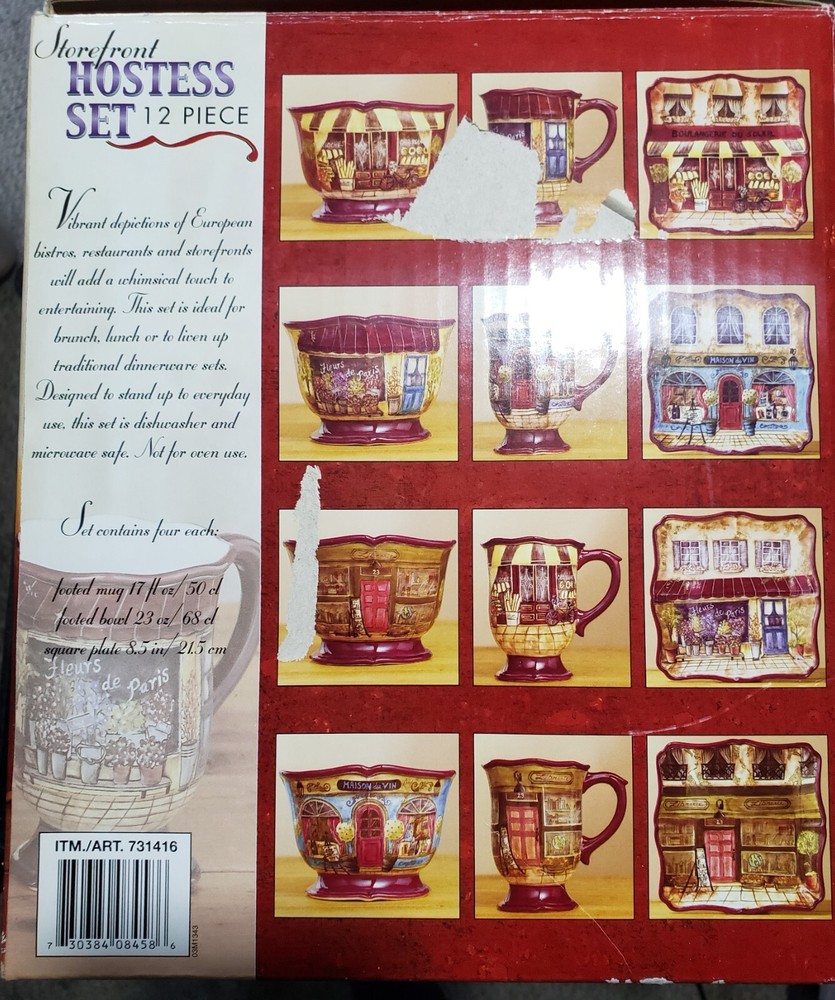 Storefront
HOSTESS
SET 12 PIECE
Vibrant depictions of European
bistros, restaurants and storefronts
will add a whimsical touch to
entertaining. This set is ideal for
brunch, lunch or to liven up
traditional dinnerware sets.
Designed to stand up to everyday
use, this set is dishwasher and
microwave safe. Not for oven use.
Set contains four each:
footed mug 17 fl oz/50 cl
footed bowl 23 oz/68 cl
square plate 8.5 in/21.5 cm
Fleurs
de Paris
ITM./ART. 731416
7 30384 08458 6
03M1343
Paris
BOULANGERIE DU SOLEIL
Fleurs
de Paris
MAISON du VIN
23
Fleurs
de Paris
MAISON du VIN
23
23